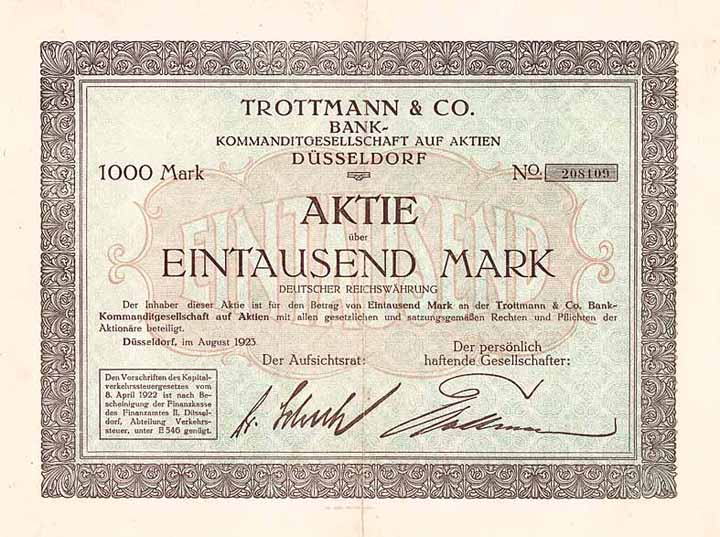 TROTTMANN & CO.
BANK-
KOMMANDITGESELLSCHAFT AUF AKTIEN
DÜSSELDORF
1000 Mark
No. 208109
EINTAUSEND
AKTIE
über
EINTAUSEND MARK
DEUTSCHER REICHSWÄHRUNG
Der Inhaber dieser Aktie ist für den Betrag von Eintausend Mark an der Trottmann & Co. Bank-
Kommanditgesellschaft auf Aktien mit allen gesetzlichen und satzungsgemäßen Rechten und Pflichten der
Aktionäre beteiligt.
Düsseldorf, im August 1923.
Der Aufsichtsrat:
Der persönlich
haftende Gesellschafter:
Den Vorschriften des Kapital-
verkehrssteuergesetzes vom
8. April 1922 ist nach Be-
scheinigung der Finanzkasse
des Finanzamtes II, Düssel-
dorf, Abteilung Verkehrs-
steuer, unter E 546 genügt.
Trottmann